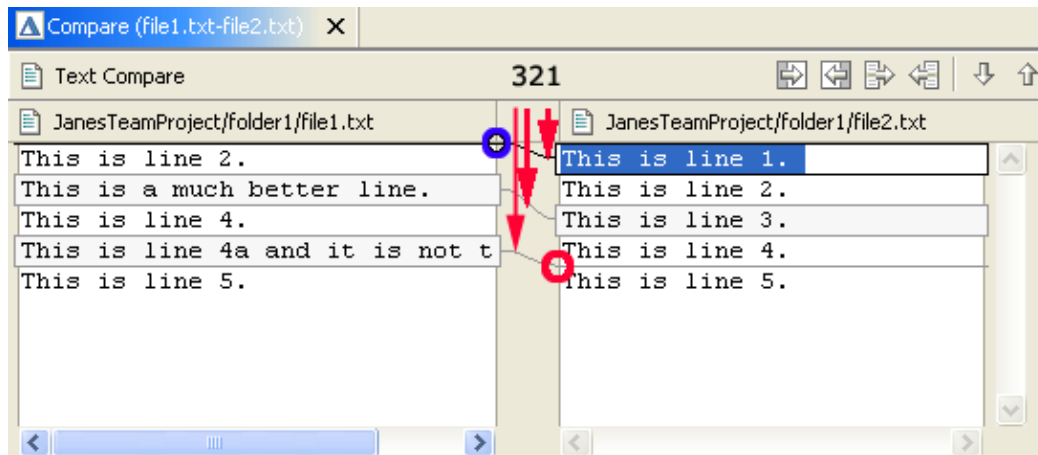 Compare (file1.txt-file2.txt)
Text Compare
321
JanesTeamProject/folder1/file1.txt
JanesTeamProject/folder1/file2.txt
This is line 2.
This is a much better line.
This is line 4.
This is line 4a and it is not t
This is line 5.
This is line 1.
This is line 2.
This is line 3.
This is line 4.
This is line 5.